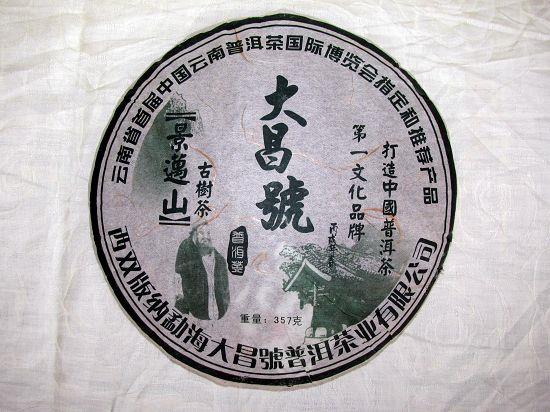 云南省首届中国云南普洱茶国际博览会指定和推荐产品
大昌號
打造中國普洱茶
第一文化品牌
丙戌年
【景邁山】
古樹茶
普洱茶
重量：357克
西双版纳勐海大昌號普洱茶业有限公司